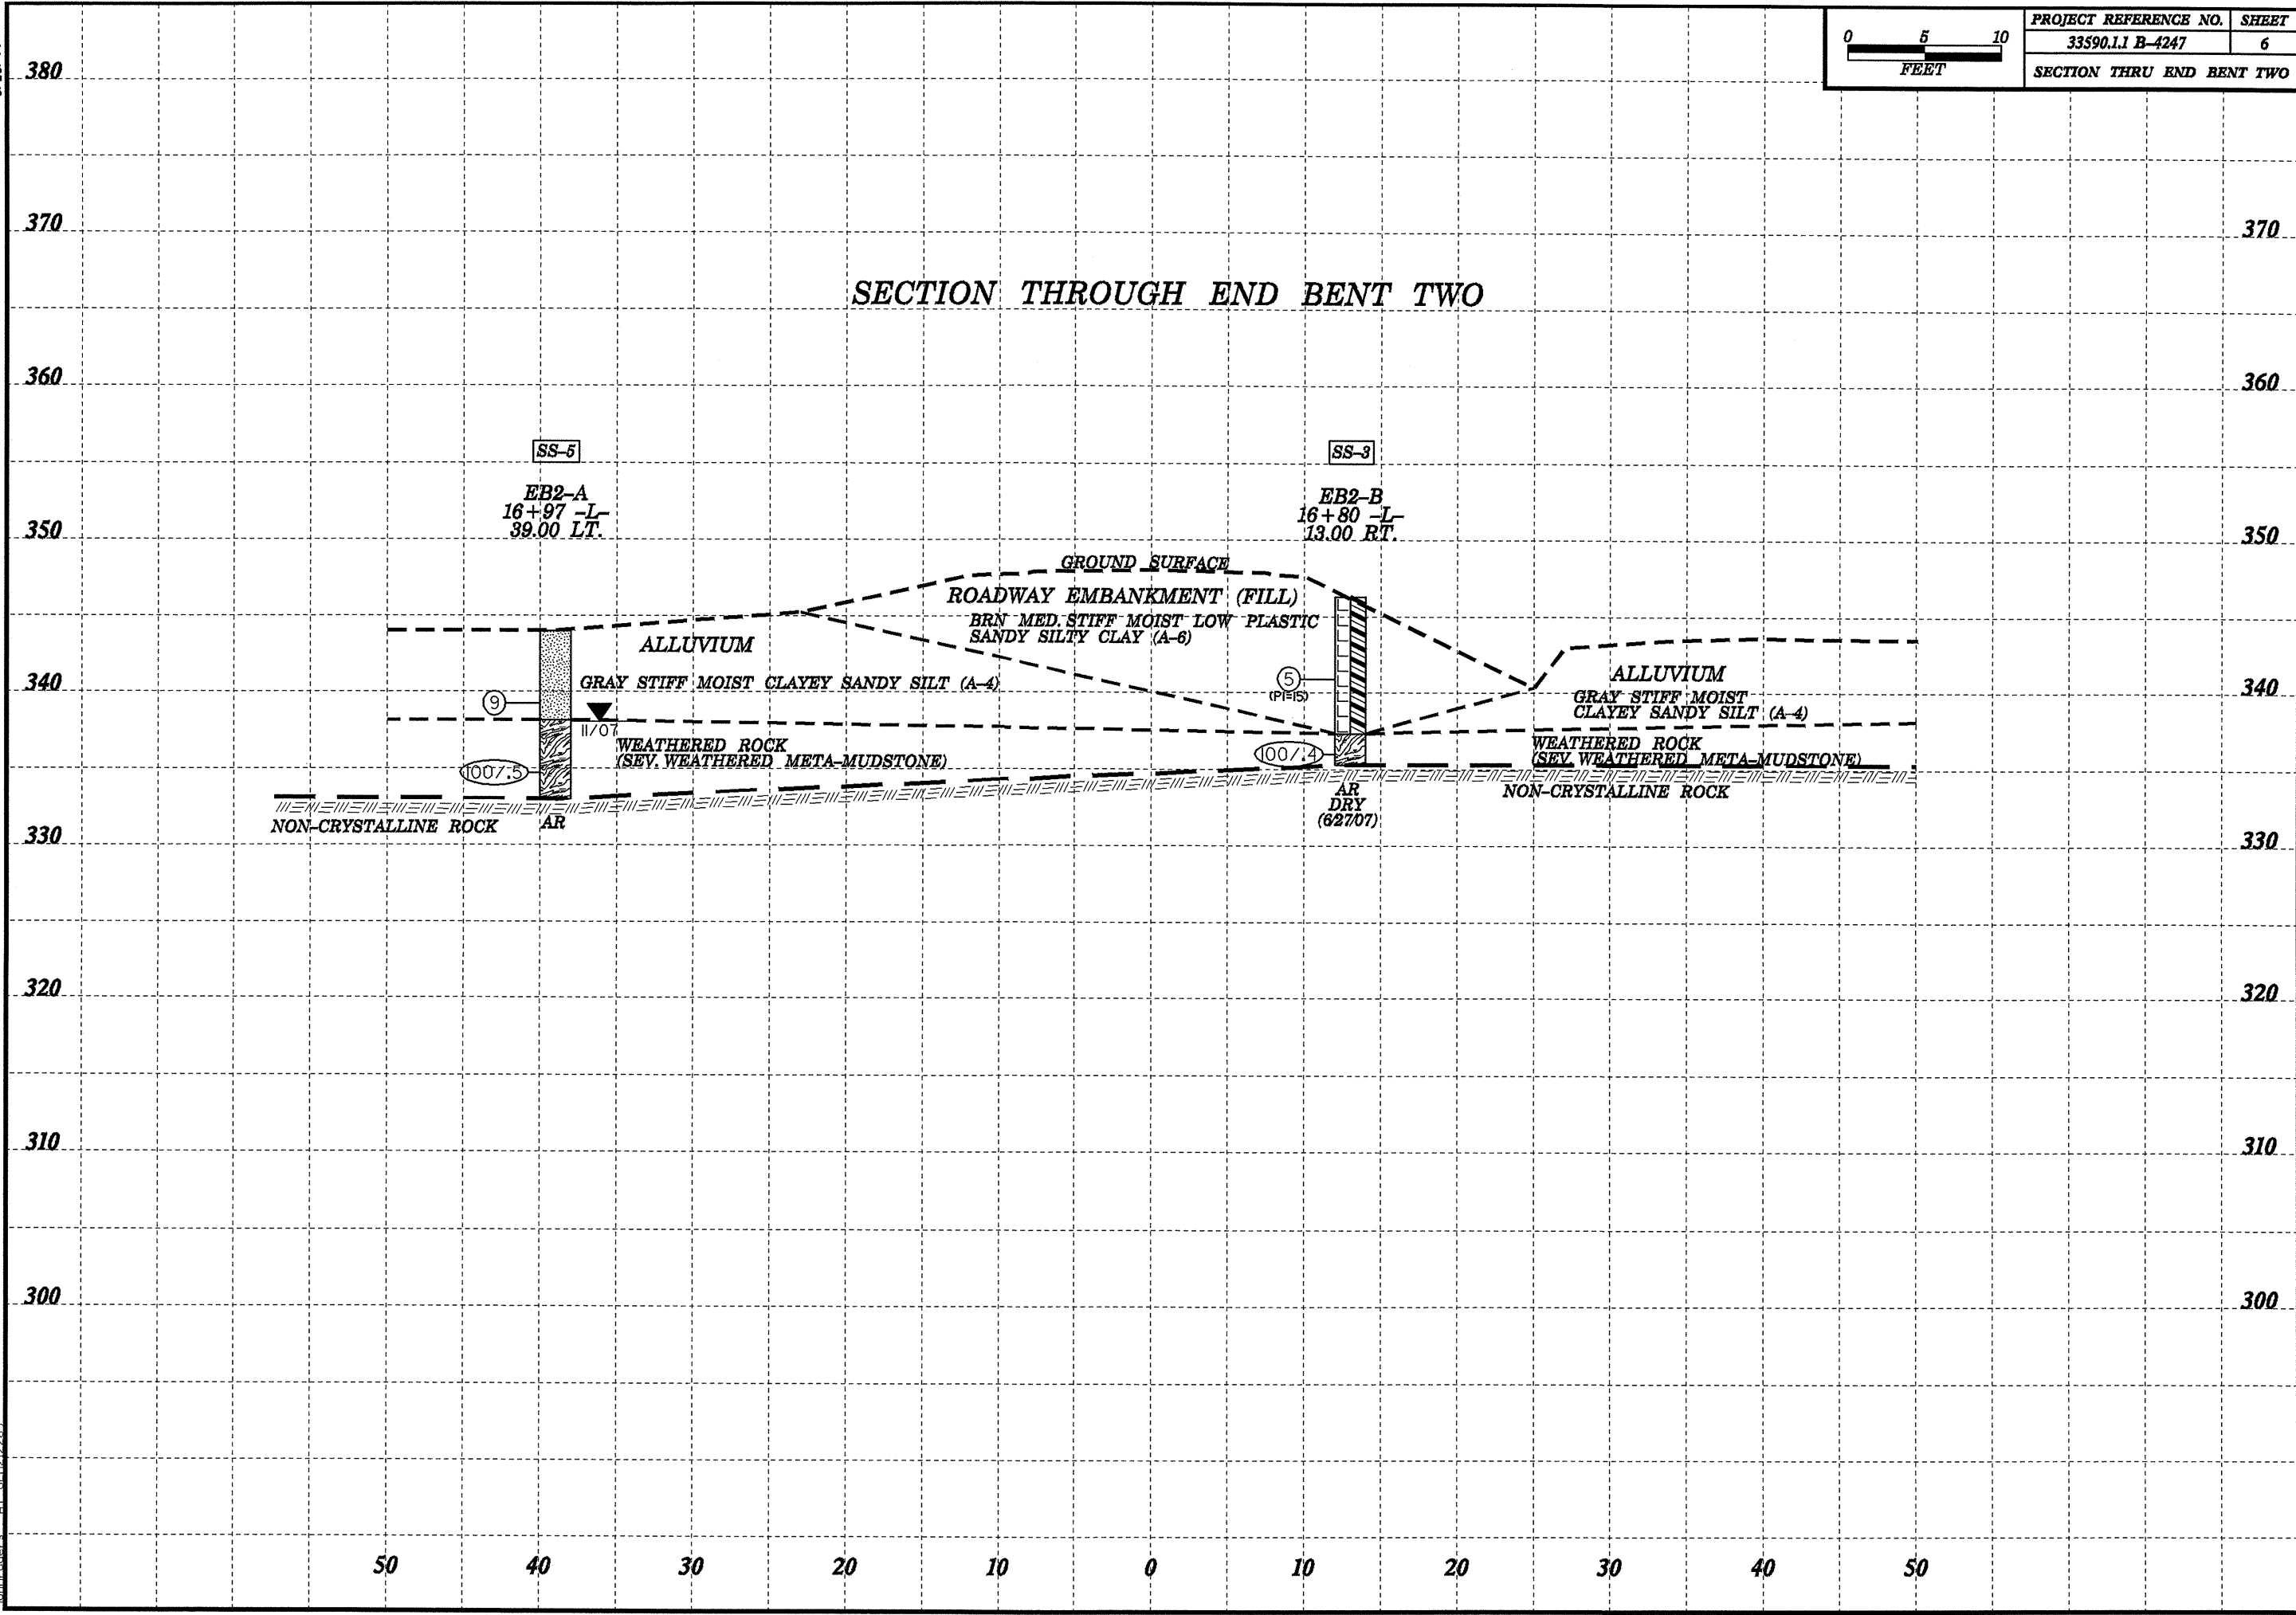 0 5 10
FEET
PROJECT REFERENCE NO. SHEET
33590.1.1 B-4247 6
SECTION THRU END BENT TWO
380
370 370
SECTION THROUGH END BENT TWO
360 360
SS-5 SS-3
EB2-A
16+97 -L-
39.00 LT.
EB2-B
16+80 -L-
13.00 RT.
350 350
GROUND SURFACE
ROADWAY EMBANKMENT (FILL)
BRN MED. STIFF MOIST LOW PLASTIC
SANDY SILTY CLAY (A-6)
ALLUVIUM
GRAY STIFF MOIST CLAYEY SANDY SILT (A-4)
340 340
9
5
(PI=15)
ALLUVIUM
GRAY STIFF MOIST
CLAYEY SANDY SILT (A-4)
11/07
WEATHERED ROCK
(SEV. WEATHERED META-MUDSTONE)
100/.5
100/.4
WEATHERED ROCK
(SEV. WEATHERED META-MUDSTONE)
NON-CRYSTALLINE ROCK
AR
AR
DRY
(6/27/07)
NON-CRYSTALLINE ROCK
330 330
320 320
310 310
300 300
50 40 30 20 10 0 10 20 30 40 50